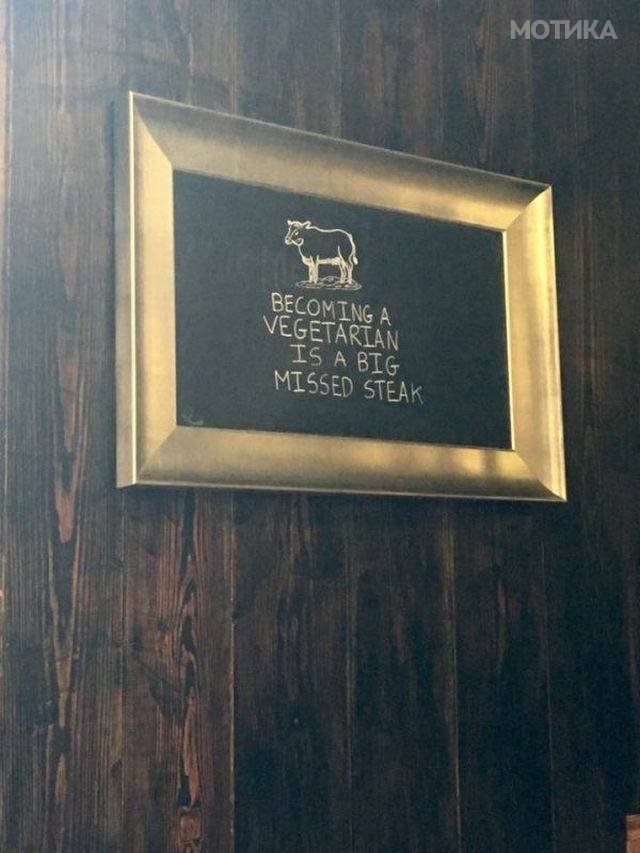 МОТИКА
BECOMING A
VEGETARIAN
IS A BIG
MISSED STEAK